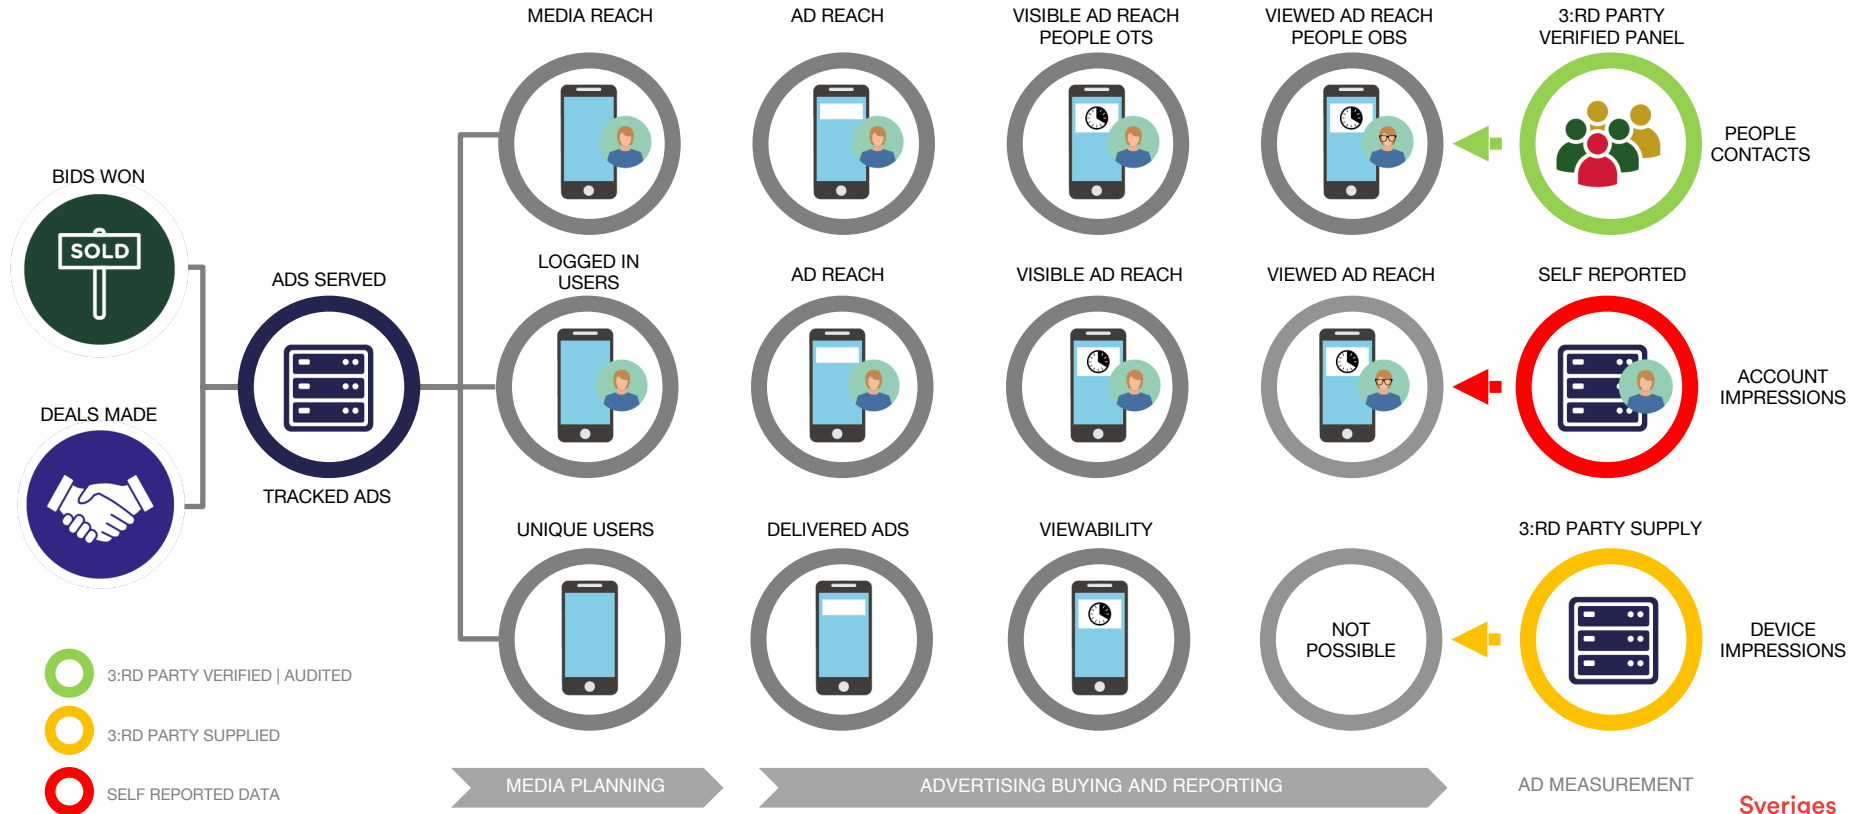 MEDIA REACH
AD REACH
VISIBLE AD REACH
PEOPLE OTS
VIEWED AD REACH
PEOPLE OBS
3:RD PARTY
VERIFIED PANEL
PEOPLE
CONTACTS
BIDS WON
SOLD
ADS SERVED
LOGGED IN
USERS
AD REACH
VISIBLE AD REACH
VIEWED AD REACH
SELF REPORTED
ACCOUNT
IMPRESSIONS
DEALS MADE
TRACKED ADS
UNIQUE USERS
DELIVERED ADS
VIEWABILITY
NOT
POSSIBLE
3:RD PARTY SUPPLY
DEVICE
IMPRESSIONS
3:RD PARTY VERIFIED | AUDITED
3:RD PARTY SUPPLIED
SELF REPORTED DATA
MEDIA PLANNING
ADVERTISING BUYING AND REPORTING
AD MEASUREMENT
Sveriges